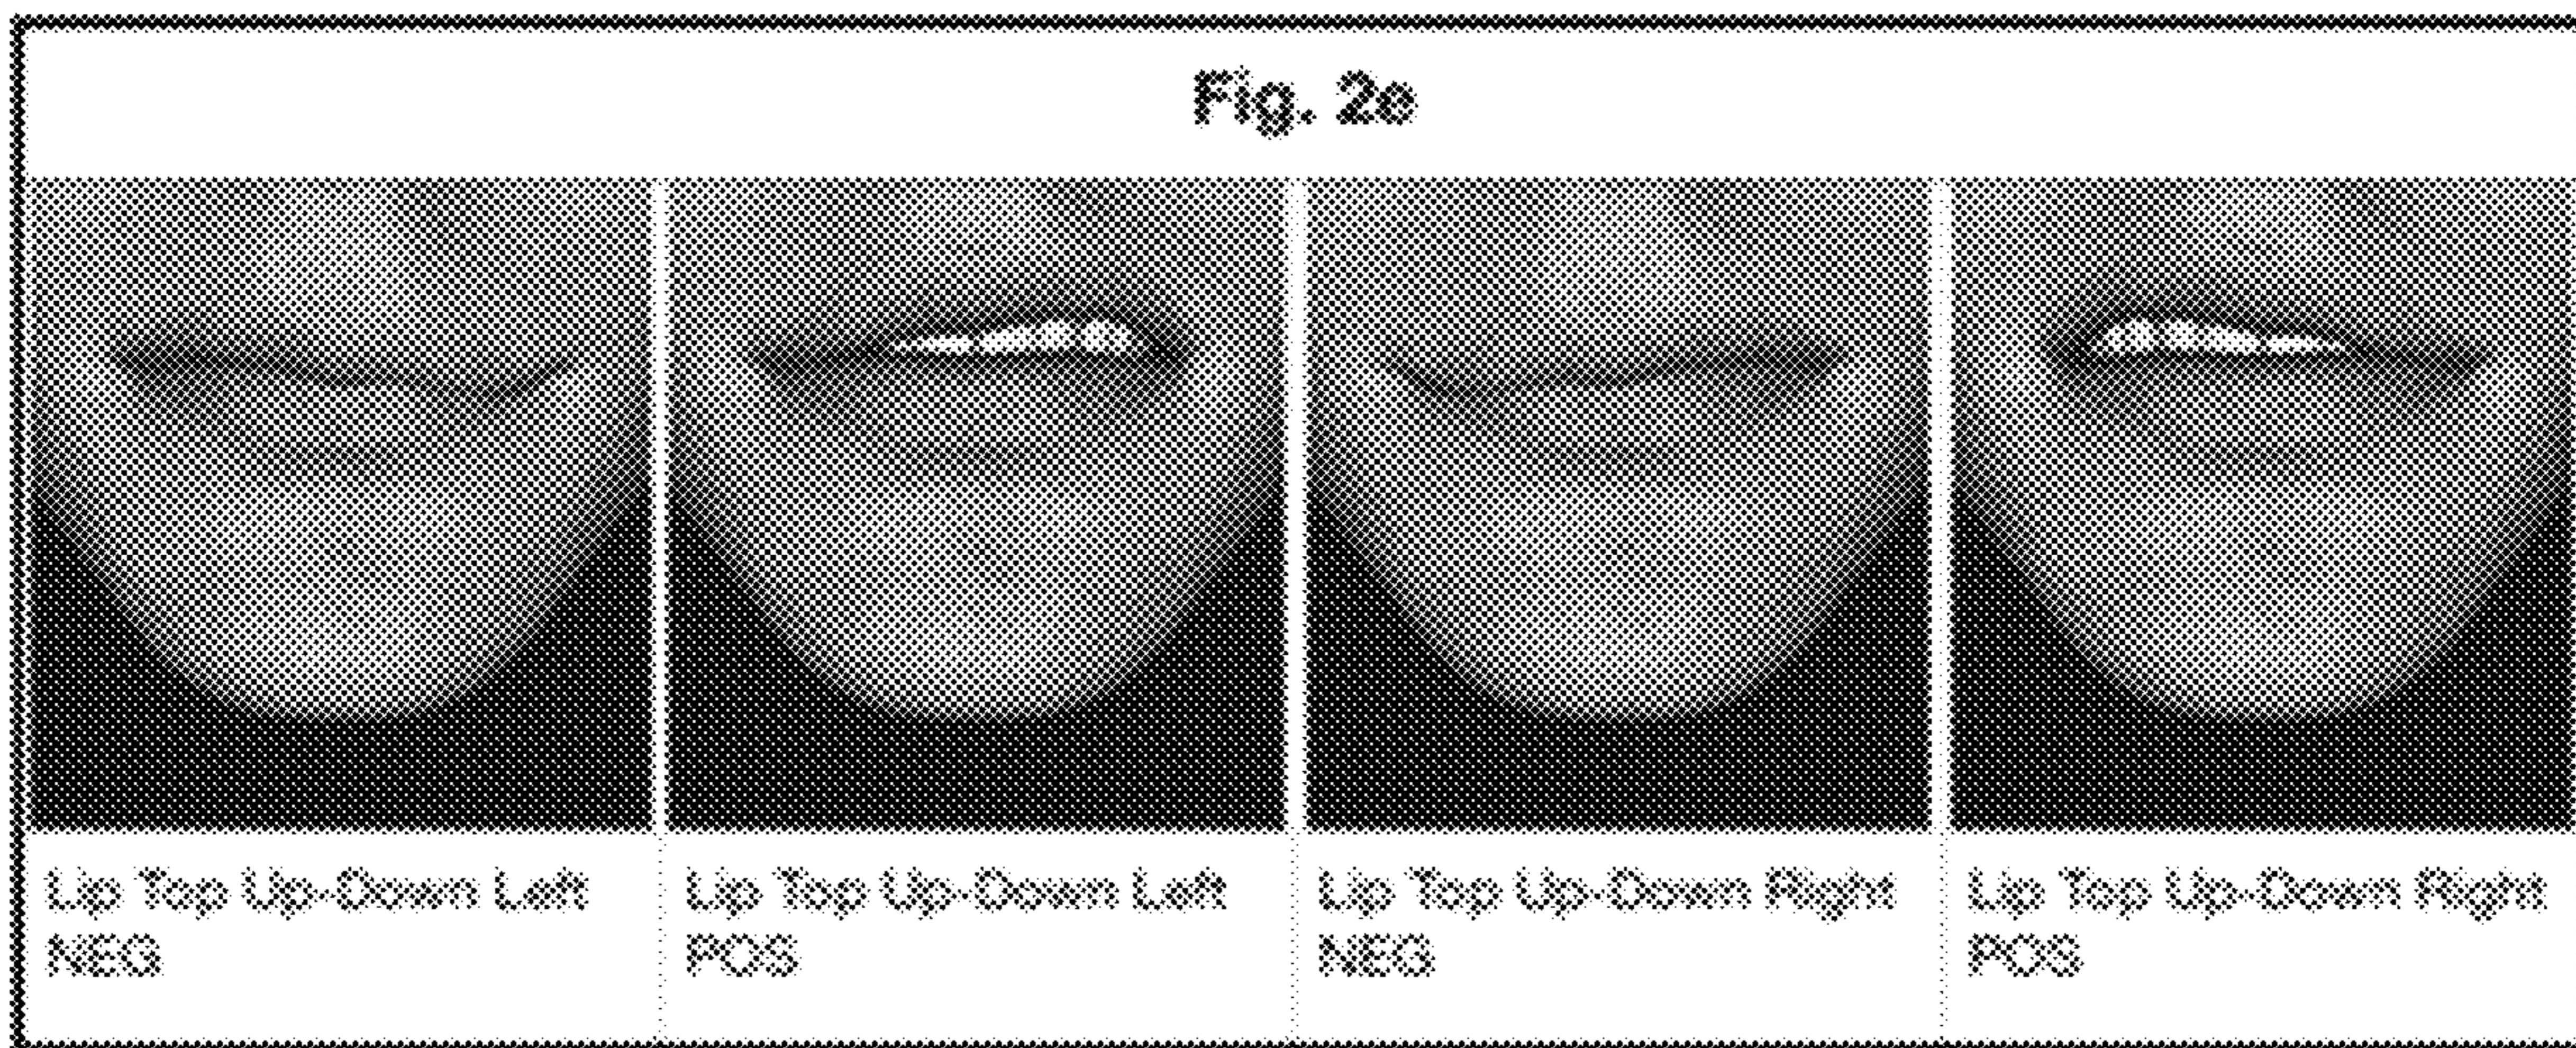 Fig. 2e
Lip Top Up-Down Left
NEG
Lip Top Up-Down Left
POS
Lip Top Up-Down Right
NEG
Lip Top Up-Down Right
POS